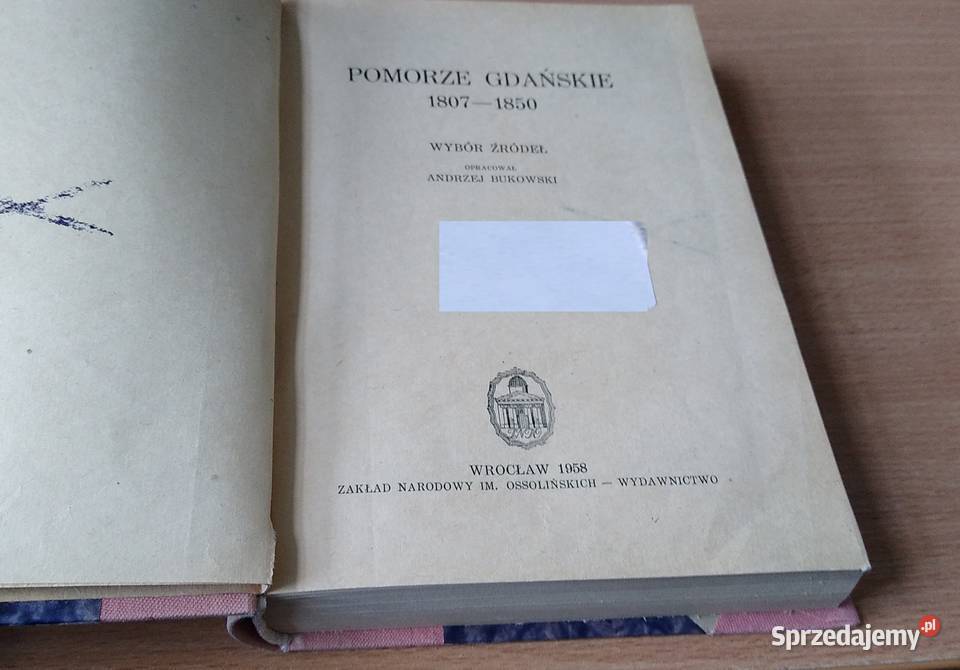 POMORZE GDAŃSKIE
1807—1850
WYBÓR ŹRÓDEŁ
OPRACOWAŁ
ANDRZEJ BUKOWSKI
WROCŁAW 1958
ZAKŁAD NARODOWY IM. OSSOLIŃSKICH — WYDAWNICTWO
Sprzedajemy.pl